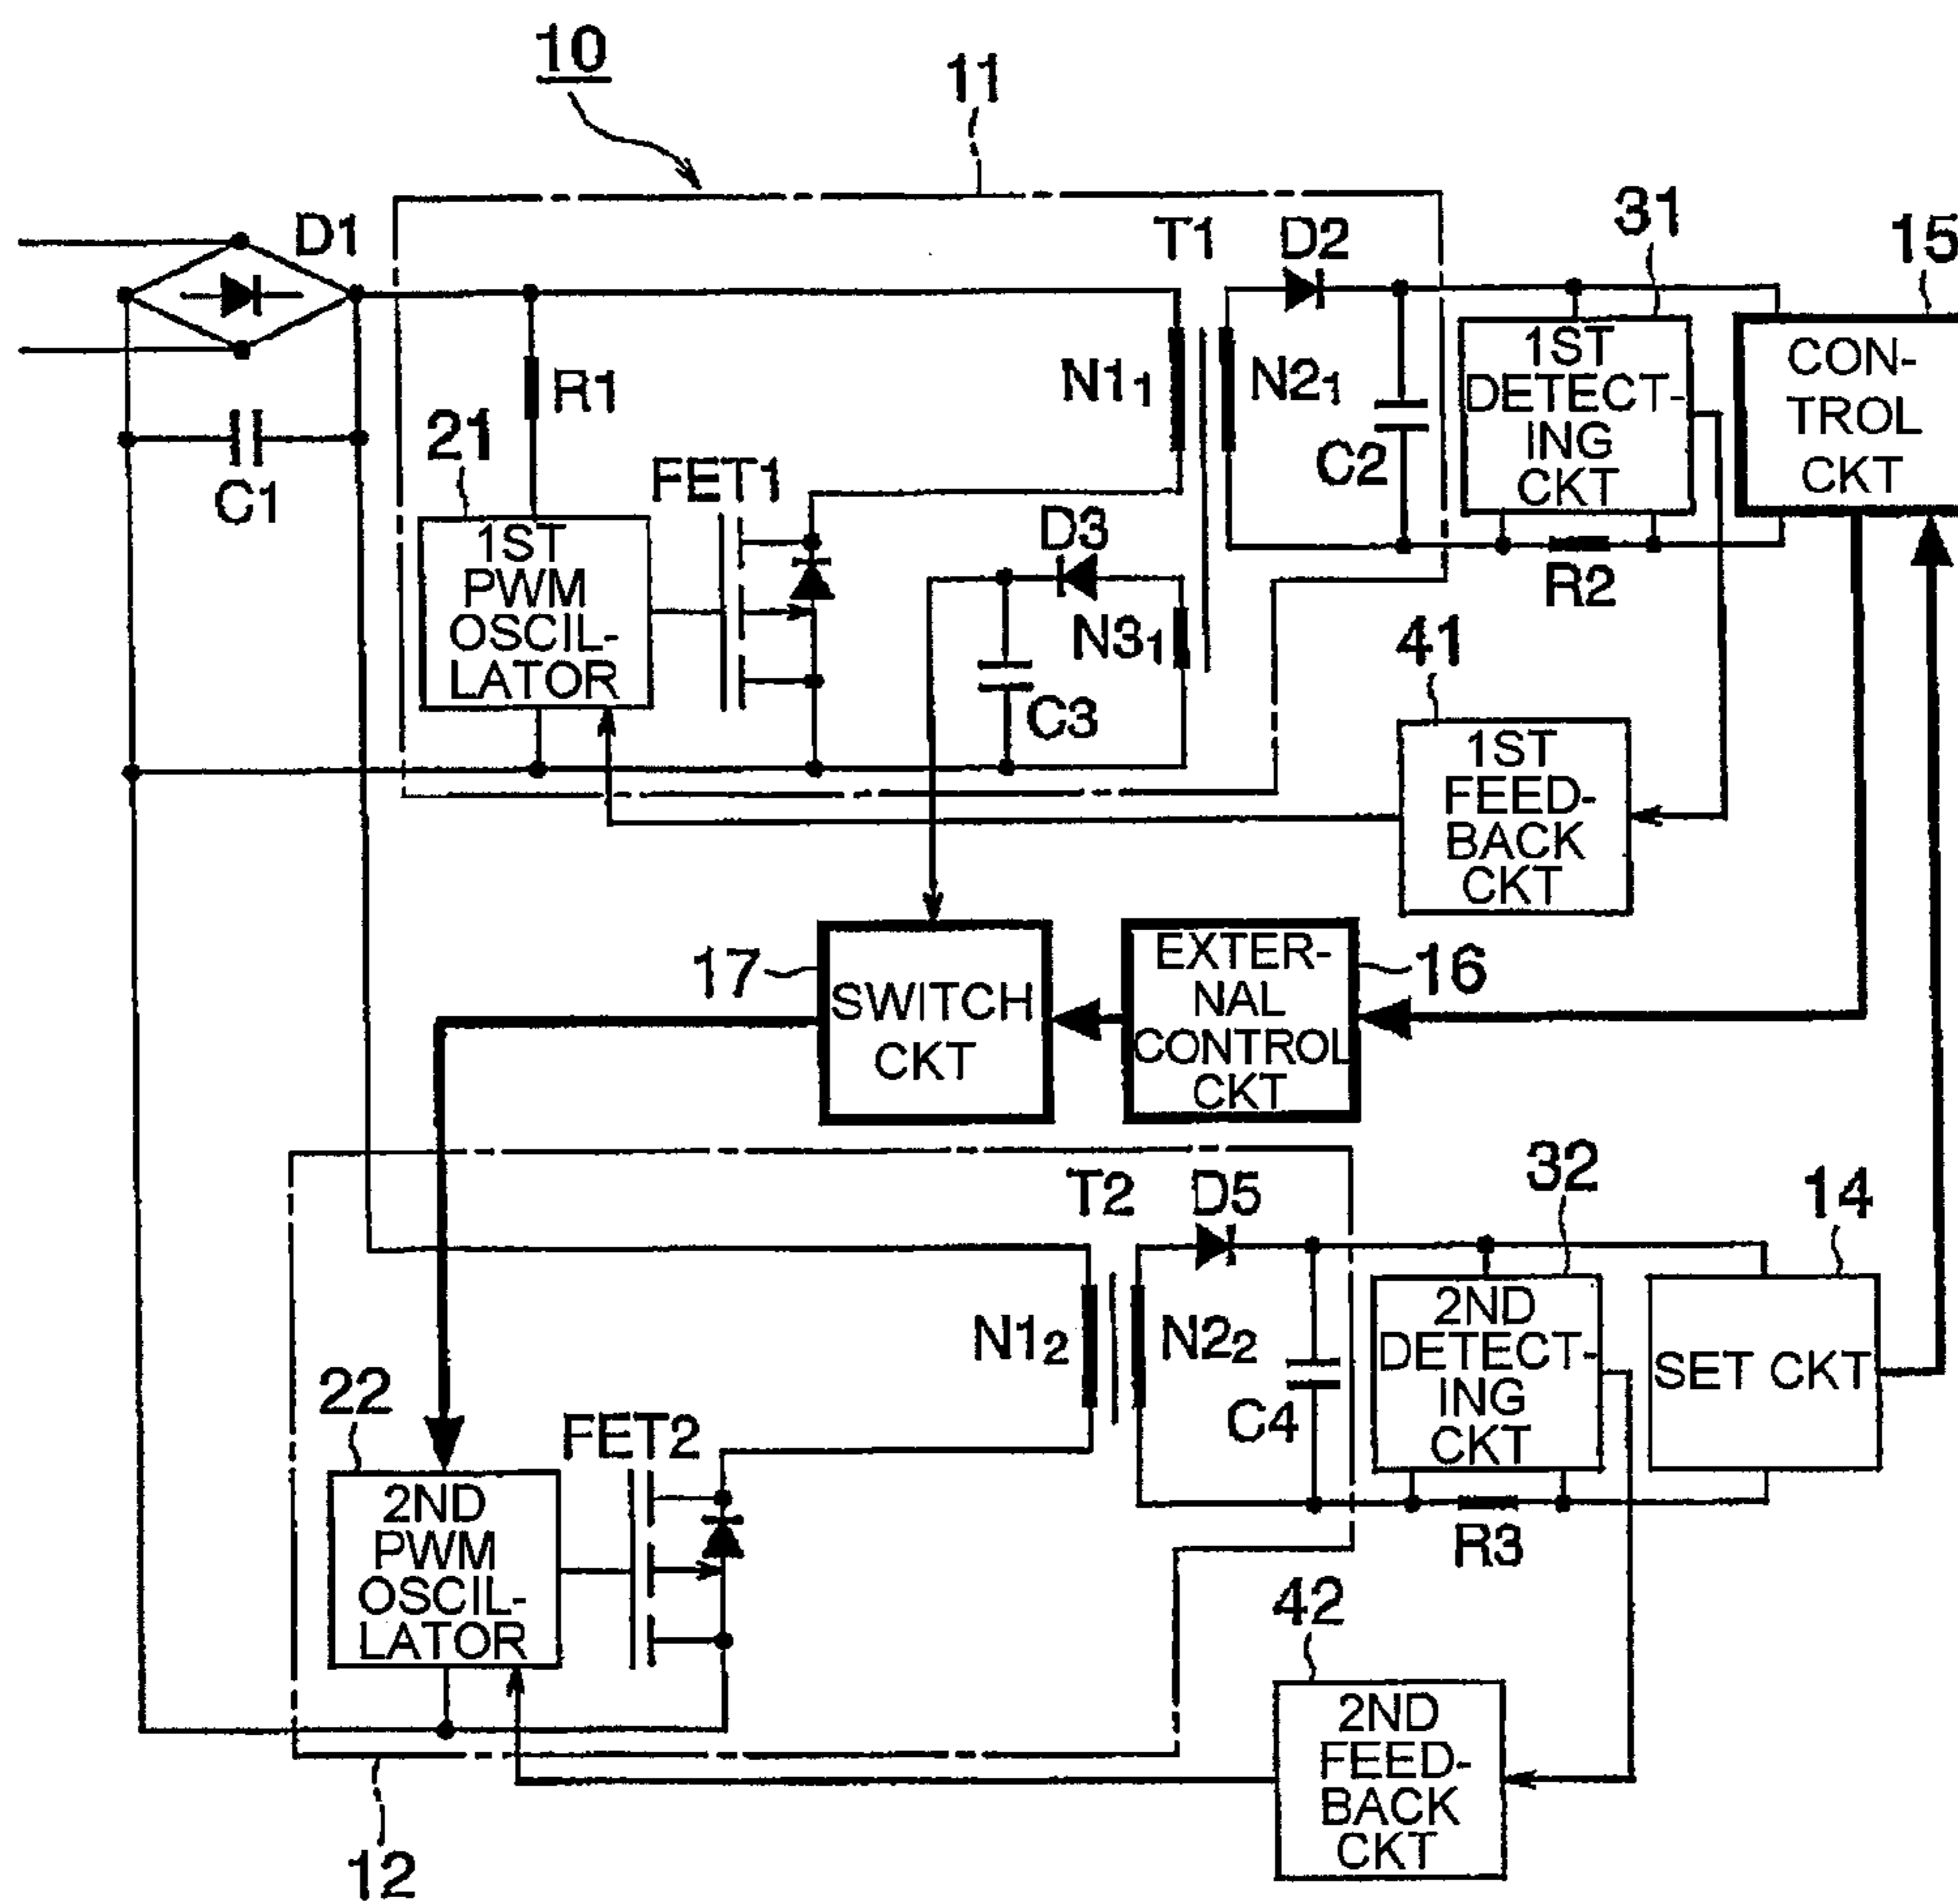 10
11
D1
T1
D2
31
15
R1
N1₁
N2₁
1ST
DETECT-
ING
CKT
CON-
TROL
CKT
C1
21
FET1
C2
1ST
PWM
OSCIL-
LATOR
D3
R2
N3₁
C3
41
1ST
FEED-
BACK
CKT
17
SWITCH
CKT
EXTER-
NAL
CONTROL
CKT
16
T2
D5
32
14
N1₂
N2₂
C4
2ND
DETECT-
ING
CKT
SET CKT
22
FET2
2ND
PWM
OSCIL-
LATOR
R3
42
2ND
FEED-
BACK
CKT
12